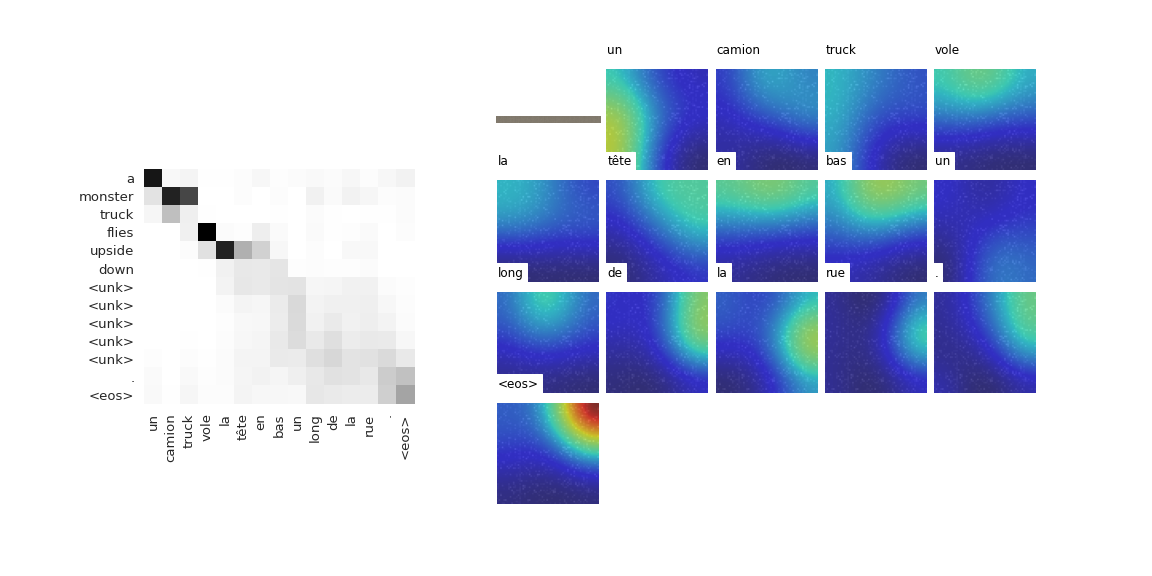 a
monster
truck
flies
upside
down
<unk>
<unk>
<unk>
<unk>
<unk>
.
<eos>
un camion truck vole la tête en bas un long de la rue . <eos>
un camion truck vole
la tête en bas un
long de la rue .
<eos>